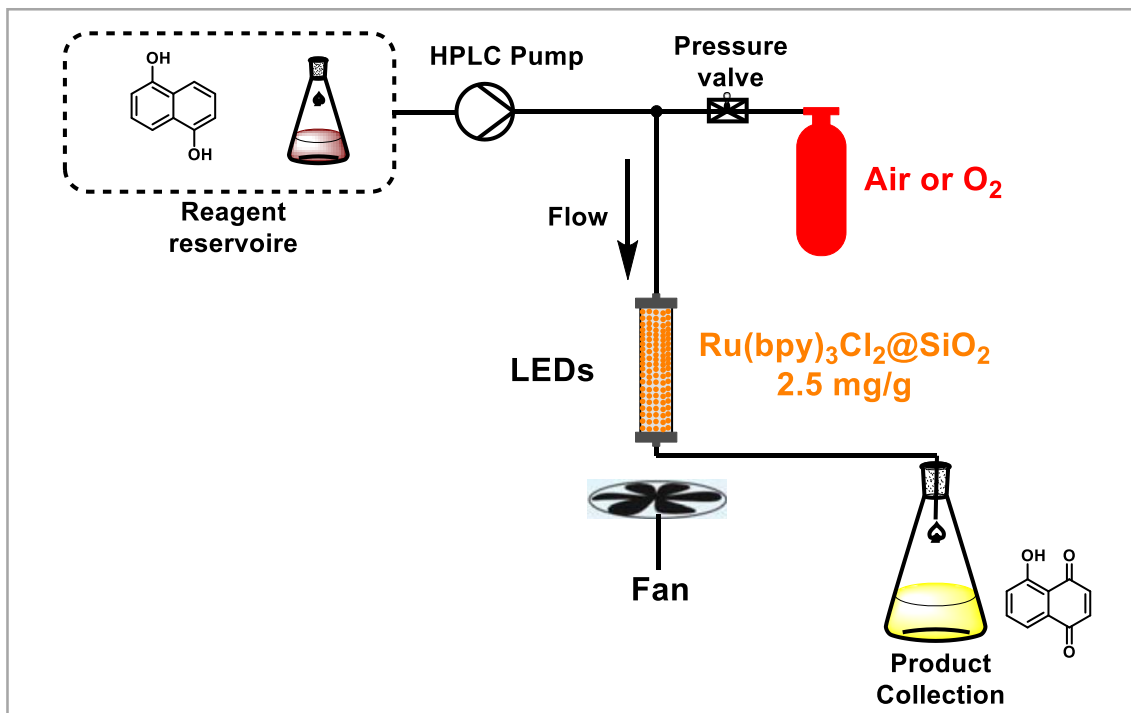 OH
OH
Reagent
reservoire
HPLC Pump
Pressure
valve
Air or O₂
Flow
LEDs
Ru(bpy)₃Cl₂@SiO₂
2.5 mg/g
Fan
OH
O
O
Product
Collection